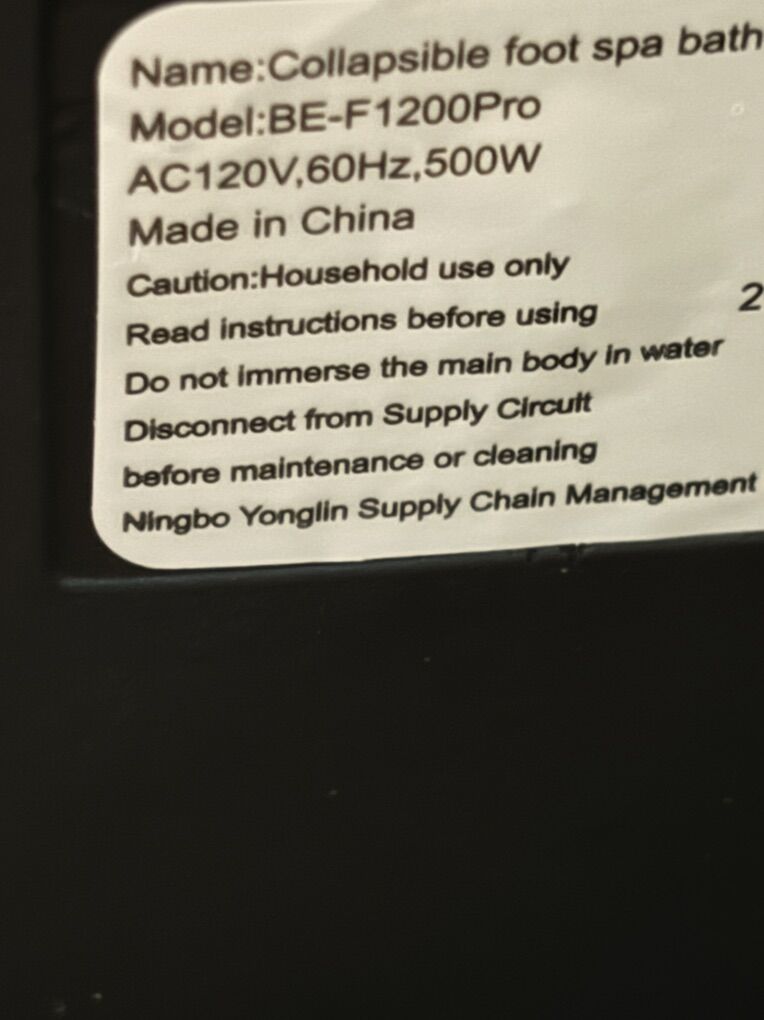 Name:Collapsible foot spa bath
Model:BE-F1200Pro
AC120V,60Hz,500W
Made in China
Caution:Household use only
Read instructions before using
2
Do not immerse the main body in water
Disconnect from Supply Circuit
before maintenance or cleaning
Ningbo Yonglin Supply Chain Management